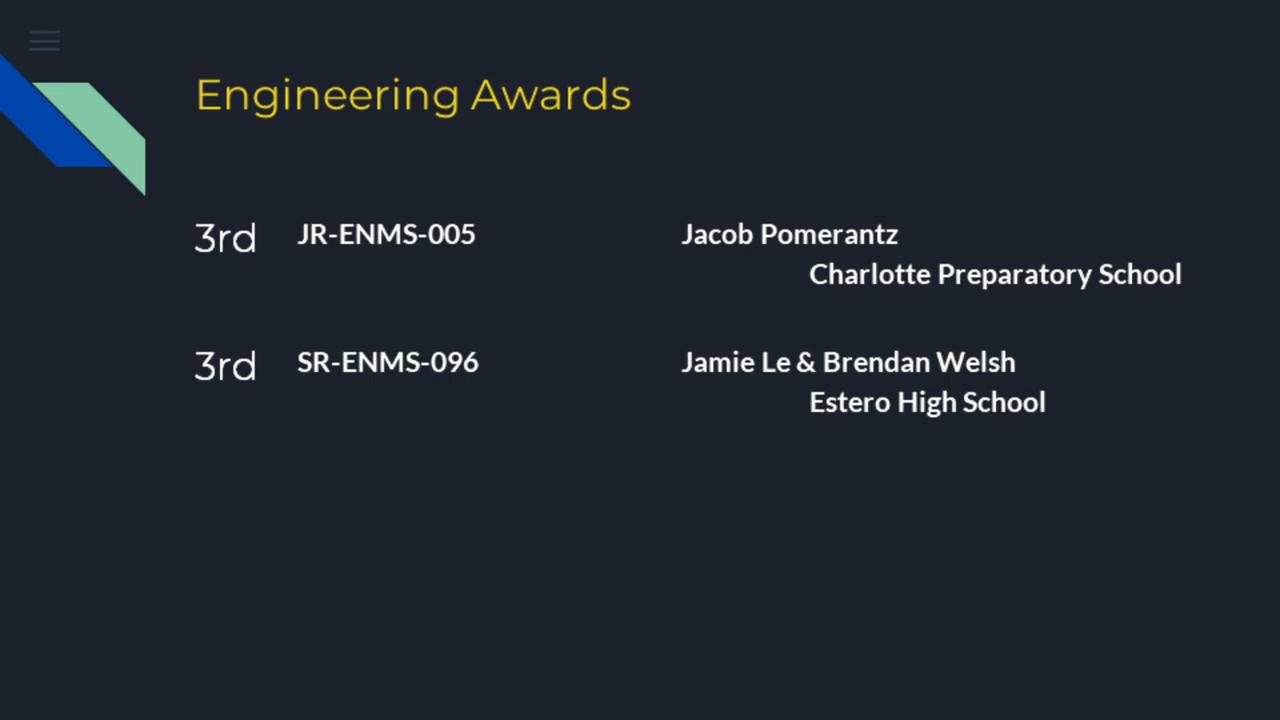 Engineering Awards
3rd JR-ENMS-005 Jacob Pomerantz
Charlotte Preparatory School
3rd SR-ENMS-096 Jamie Le & Brendan Welsh
Estero High School